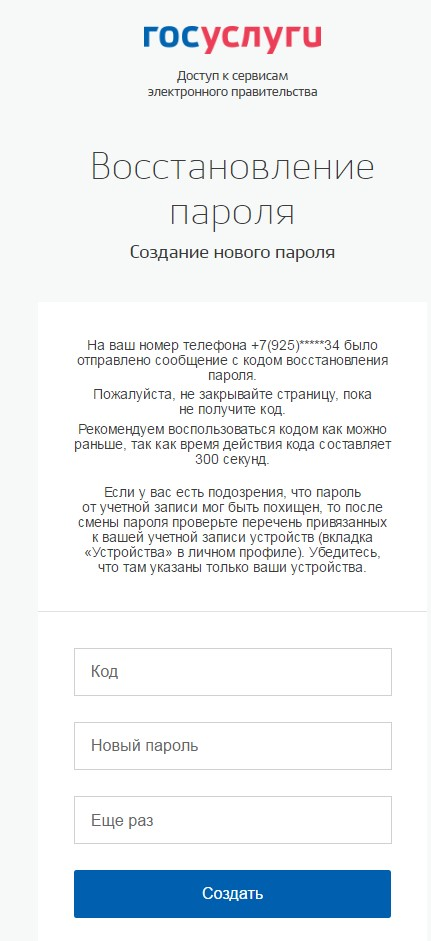 госуслуги
Доступ к сервисам
электронного правительства
Восстановление
пароля
Создание нового пароля
На ваш номер телефона +7(925)*****34 было
отправлено сообщение с кодом восстановления
пароля.
Пожалуйста, не закрывайте страницу, пока
не получите код.
Рекомендуем воспользоваться кодом как можно
раньше, так как время действия кода составляет
300 секунд.
Если у вас есть подозрения, что пароль
от учетной записи мог быть похищен, то после
смены пароля проверьте перечень привязанных
к вашей учетной записи устройств (вкладка
«Устройства» в личном профиле). Убедитесь,
что там указаны только ваши устройства.
Код
Новый пароль
Еще раз
Создать